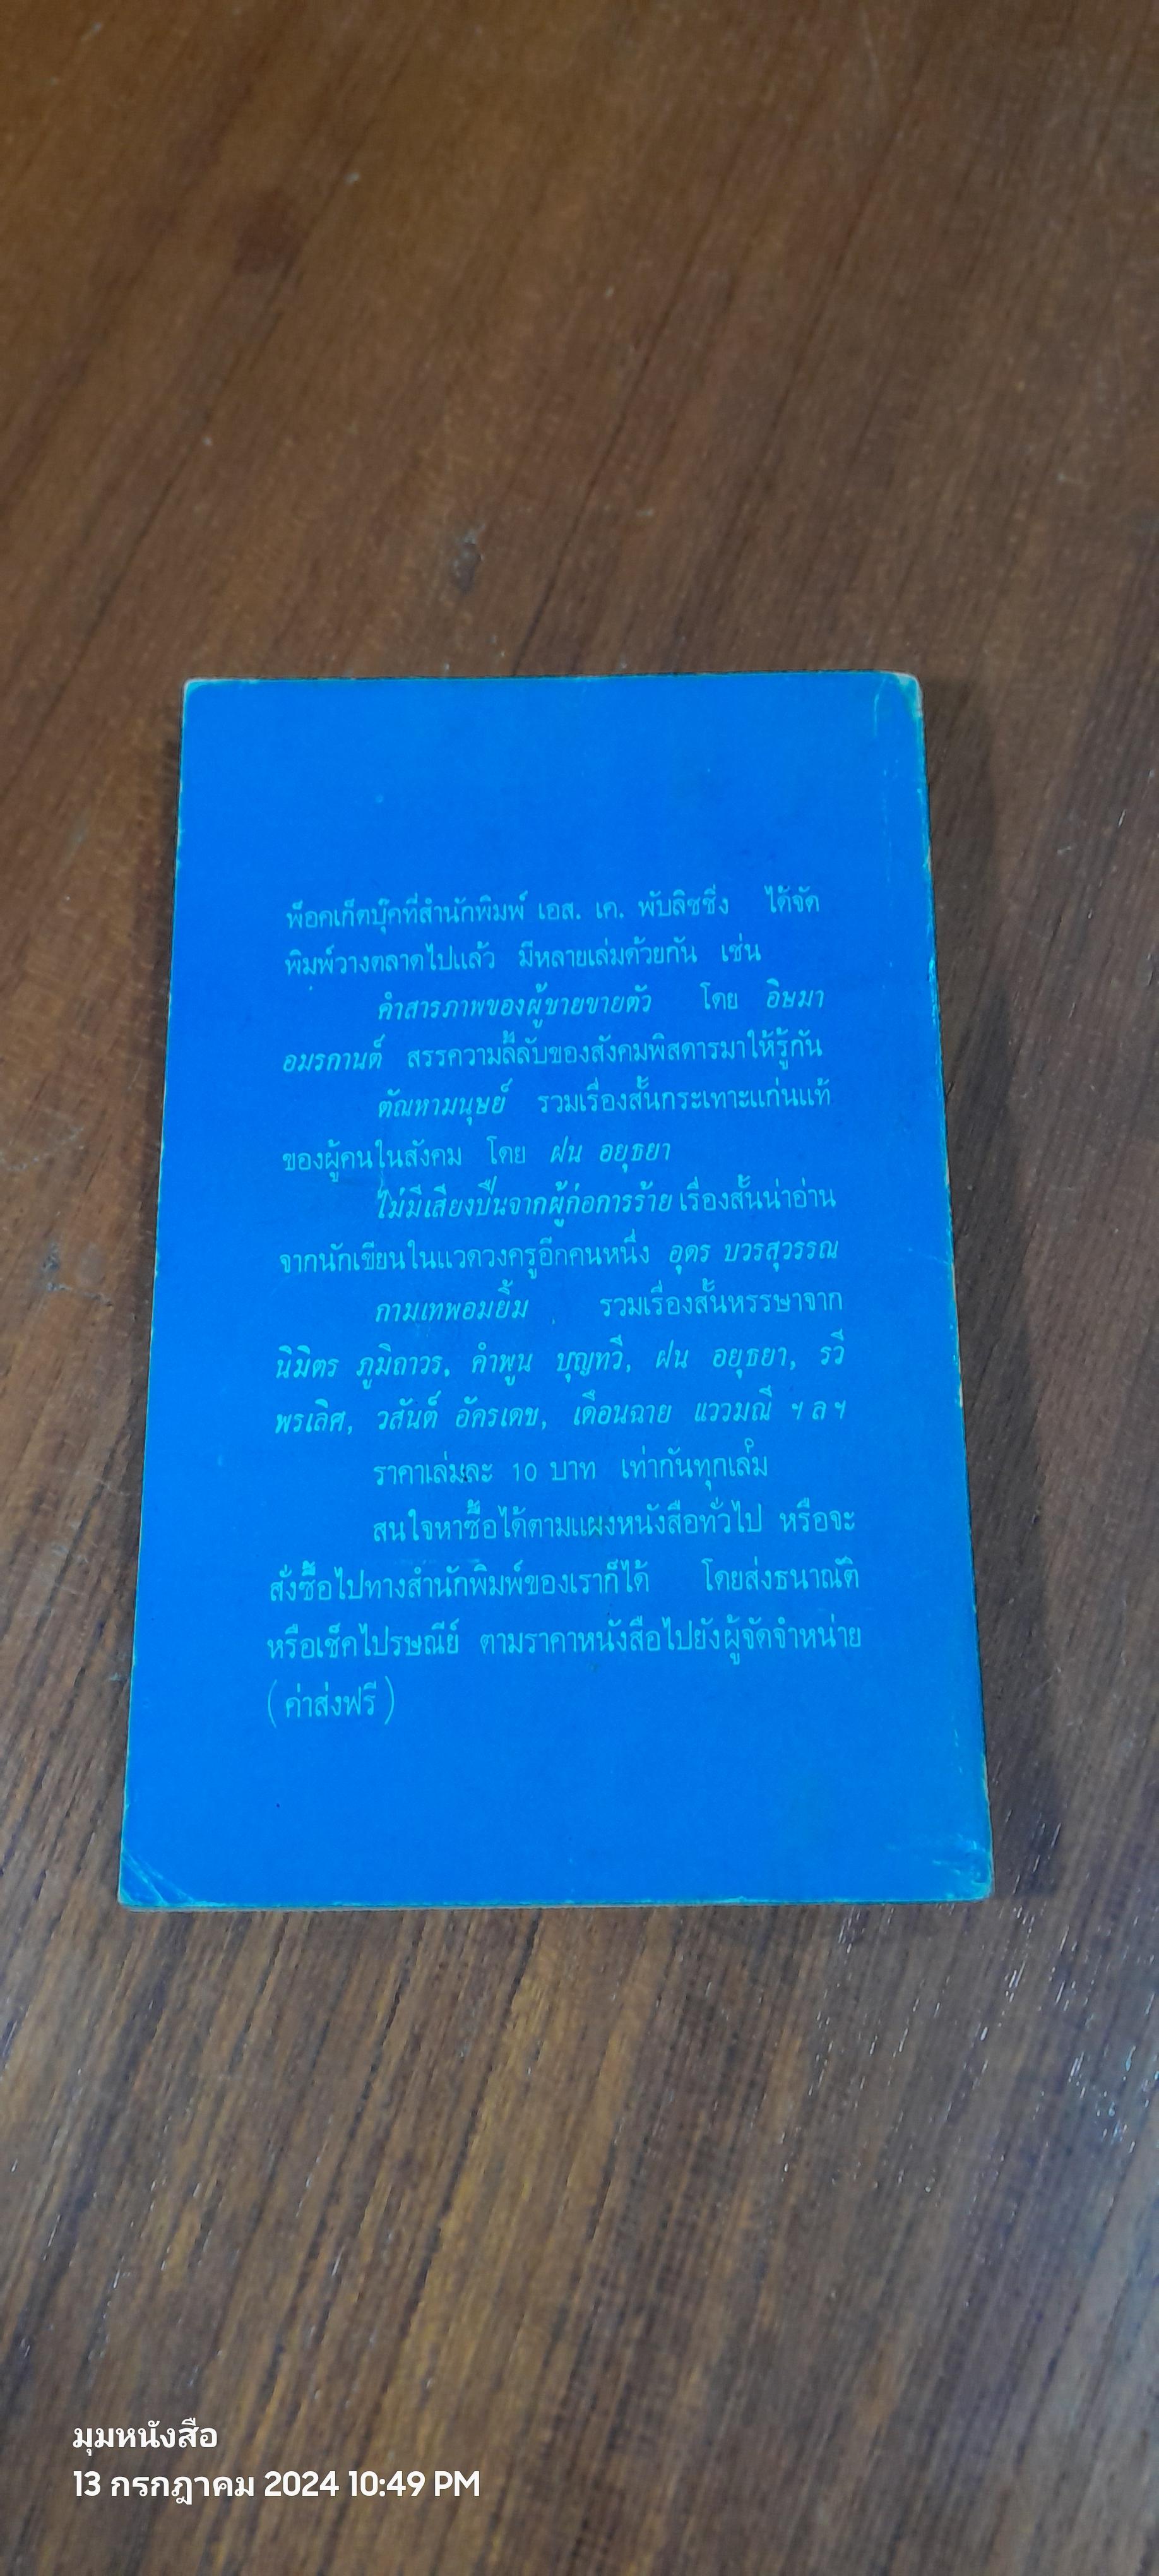 พ็อคเก็ตบุ๊คที่สำนักพิมพ์ เอส. เค. พับลิชชิ่ง ได้จัด
พิมพ์วางตลาดไปแล้ว มีหลายเล่มด้วยกัน เช่น
คำสารภาพของผู้ชายขายตัว โดย อิษมา
อมรกานต์ สรรความลี้ลับของสังคมพิสดารมาให้รู้กัน
ตัณหามนุษย์ รวมเรื่องสั้นกระเทาะแก่นแท้
ของผู้คนในสังคม โดย ฝน อยุธยา
ไม่มีเสียงปืนจากผู้ก่อการร้าย เรื่องสั้นน่าอ่าน
จากนักเขียนในแวดวงครูอีกคนหนึ่ง อุดร บวรสุวรรณ
กามเทพอมยิ้ม รวมเรื่องสั้นหรรษาจาก
นิมิตร ภูมิถาวร, คำพูน บุญทวี, ฝน อยุธยา, รวี
พรเลิศ, วสันต์ อัครเดช, เดือนฉาย แววมณี ฯ ล ฯ
ราคาเล่มละ 10 บาท เท่ากันทุกเล่ม
สนใจหาซื้อได้ตามแผงหนังสือทั่วไป หรือจะ
สั่งซื้อไปทางสำนักพิมพ์ของเราก็ได้ โดยส่งธนาณัติ
หรือเช็คไปรษณีย์ ตามราคาหนังสือไปยังผู้จัดจำหน่าย
(ค่าส่งฟรี)
มุมหนังสือ
13 กรกฎาคม 2024 10:49 PM